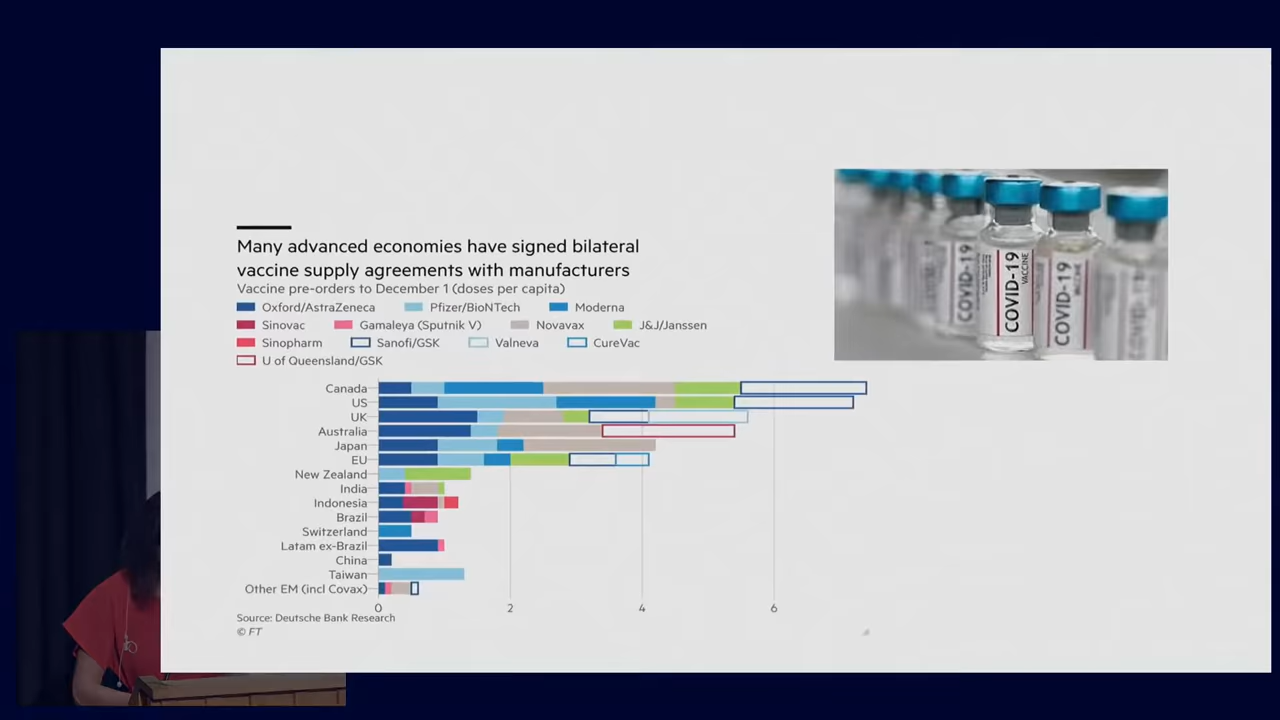 Many advanced economies have signed bilateral
vaccine supply agreements with manufacturers
Vaccine pre-orders to December 1 (doses per capita)
Oxford/AstraZeneca Pfizer/BioNTech Moderna
Sinovac Gamaleya (Sputnik V) Novavax J&J/Janssen
Sinopharm Sanofi/GSK Valneva CureVac
U of Queensland/GSK
Canada
US
UK
Australia
Japan
EU
New Zealand
India
Indonesia
Brazil
Switzerland
Latam ex-Brazil
China
Taiwan
Other EM (incl Covax)
0 2 4 6
Source: Deutsche Bank Research
© FT
COVID-19
COVID-19
VACCINE
COVID-19
VACCINE